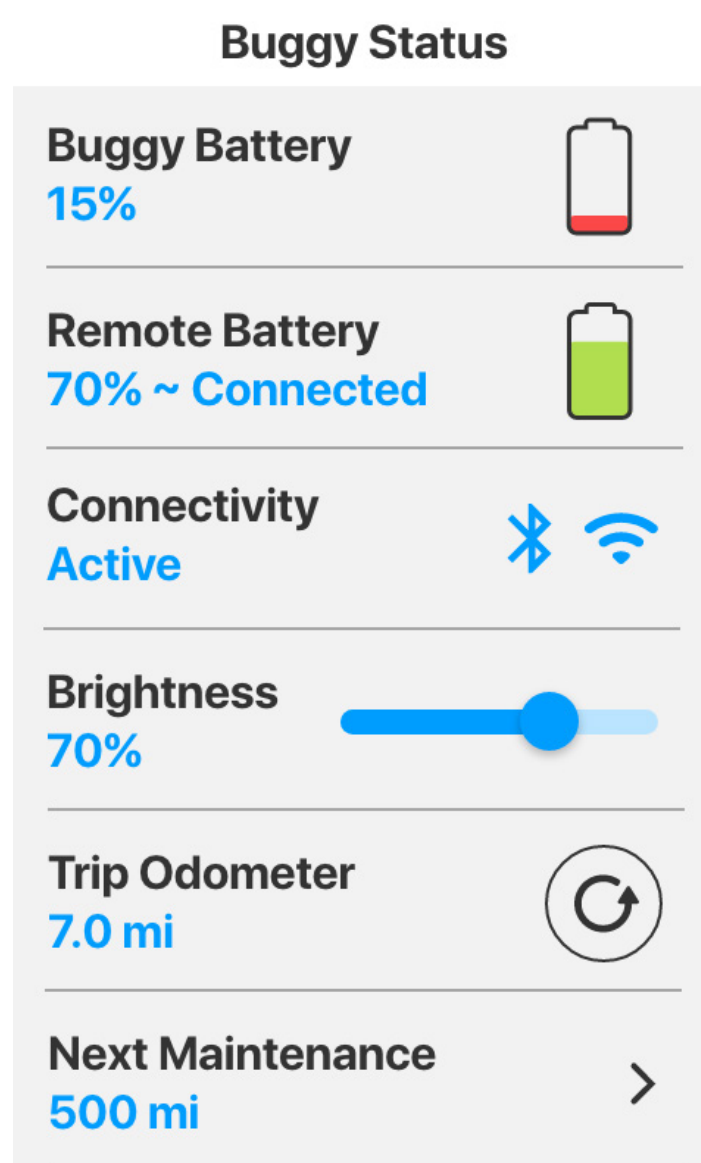 Buggy Status
Buggy Battery
15%
Remote Battery
70% ~ Connected
Connectivity
Active
Brightness
70%
Trip Odometer
7.0 mi
Next Maintenance
500 mi